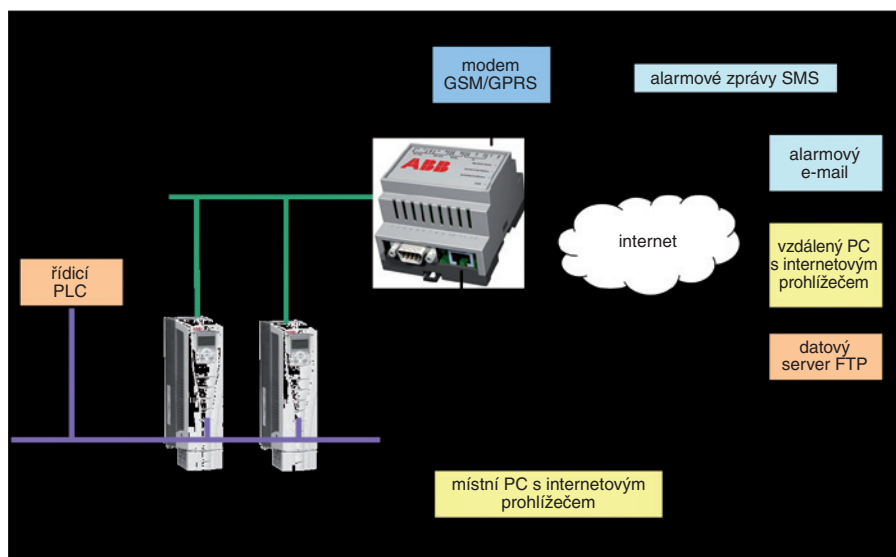 modem
GSM/GPRS
alarmové zprávy SMS
ABB
alarmový
e-mail
internet
vzdálený PC
s internetovým
prohlížečem
řídicí
PLC
datový
server FTP
místní PC s internetovým
prohlížečem